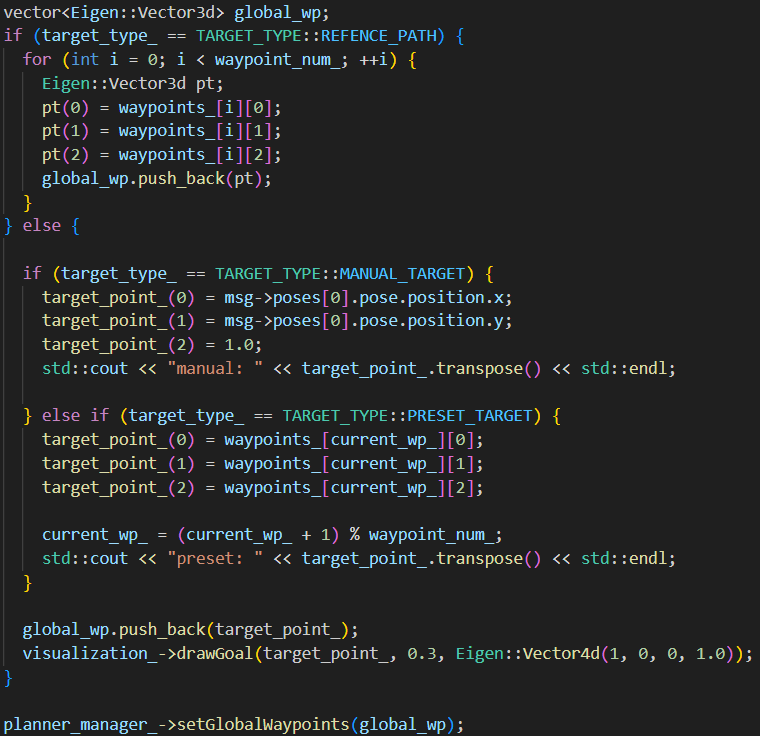 vector<Eigen::Vector3d> global_wp;
if (target_type_ == TARGET_TYPE::REFENCE_PATH) {
  for (int i = 0; i < waypoint_num_; ++i) {
    Eigen::Vector3d pt;
    pt(0) = waypoints_[i][0];
    pt(1) = waypoints_[i][1];
    pt(2) = waypoints_[i][2];
    global_wp.push_back(pt);
  }
} else {

  if (target_type_ == TARGET_TYPE::MANUAL_TARGET) {
    target_point_(0) = msg->poses[0].pose.position.x;
    target_point_(1) = msg->poses[0].pose.position.y;
    target_point_(2) = 1.0;
    std::cout << "manual: " << target_point_.transpose() << std::endl;

  } else if (target_type_ == TARGET_TYPE::PRESET_TARGET) {
    target_point_(0) = waypoints_[current_wp_][0];
    target_point_(1) = waypoints_[current_wp_][1];
    target_point_(2) = waypoints_[current_wp_][2];

    current_wp_ = (current_wp_ + 1) % waypoint_num_;
    std::cout << "preset: " << target_point_.transpose() << std::endl;
  }

  global_wp.push_back(target_point_);
  visualization_->drawGoal(target_point_, 0.3, Eigen::Vector4d(1, 0, 0, 1.0));
}

planner_manager_->setGlobalWaypoints(global_wp);